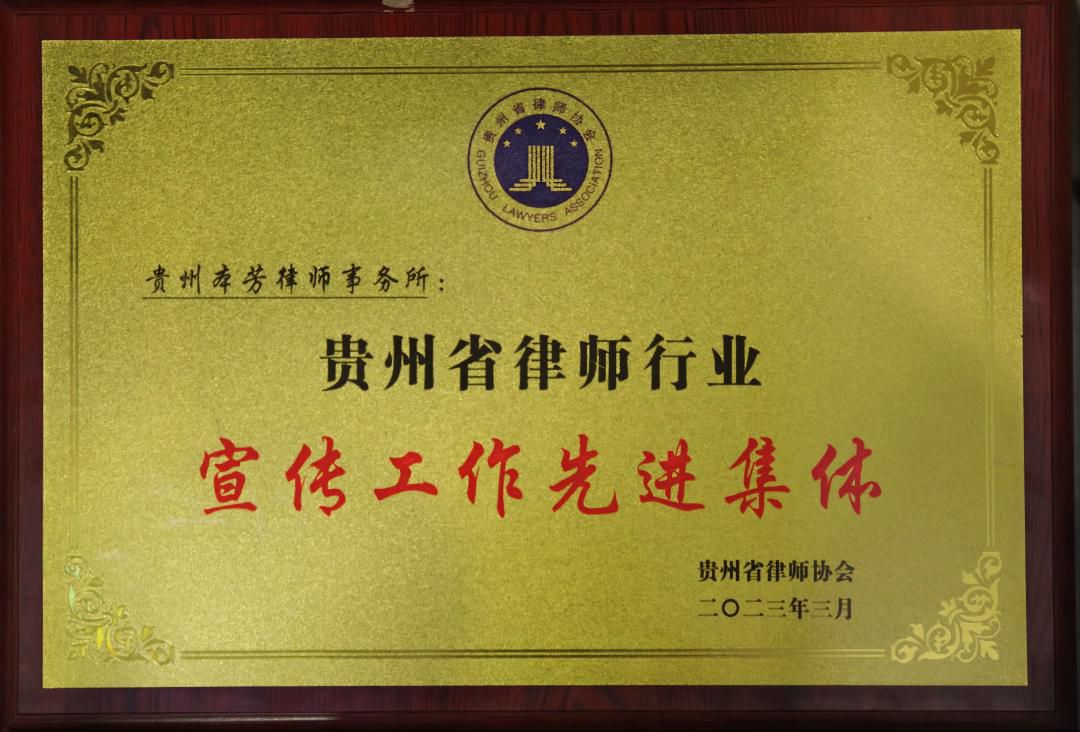 贵州省律师协会
GUIZHOU LAWYERS ASSOCIATION
贵州本芳律师事务所：
贵州省律师行业
宣传工作先进集体
贵州省律师协会
二〇二三年三月